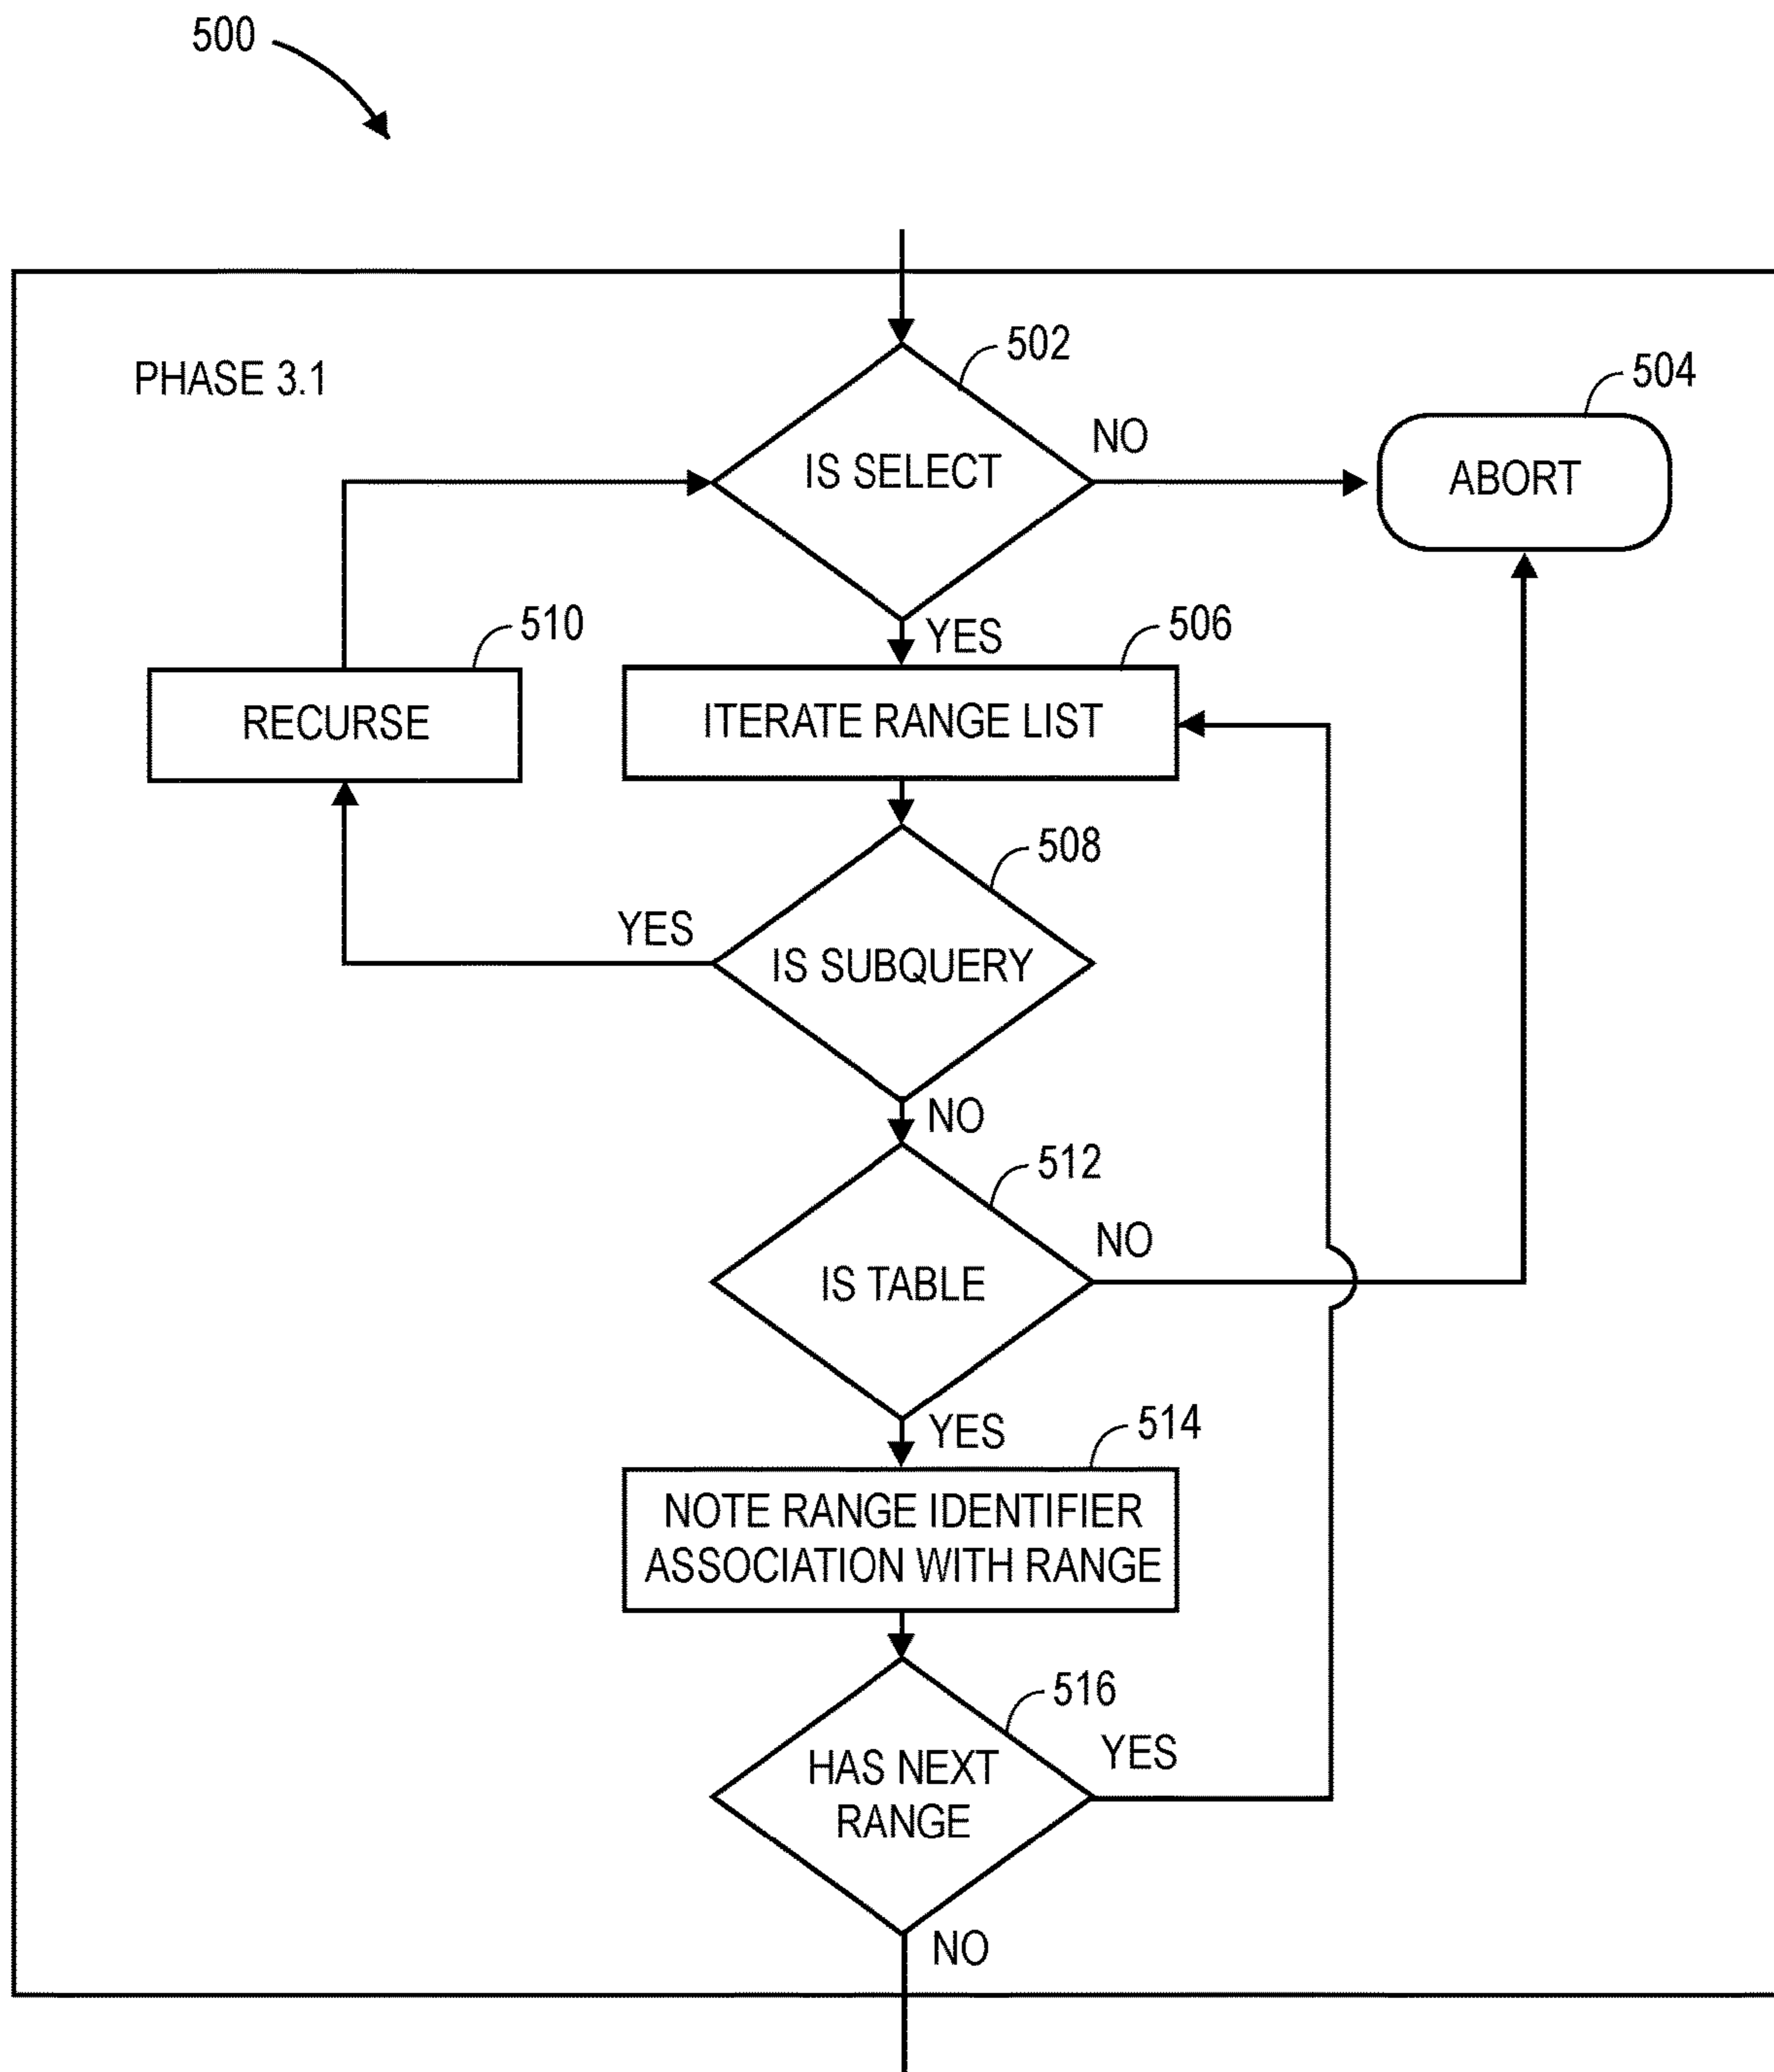 500
PHASE 3.1
502
504
IS SELECT
NO
ABORT
YES
510
506
RECURSE
ITERATE RANGE LIST
508
YES
IS SUBQUERY
NO
512
NO
IS TABLE
YES
514
NOTE RANGE IDENTIFIER
ASSOCIATION WITH RANGE
516
YES
HAS NEXT
RANGE
NO